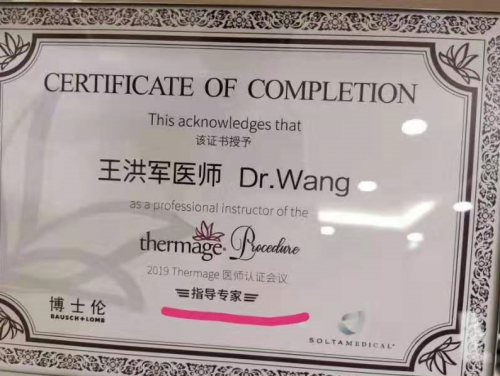 CERTIFICATE OF COMPLETION
This acknowledges that
该证书授予
王洪军医师 Dr.Wang
as a professional instructor of the
thermage® Procedure
2019 Thermage 医师认证会议
指导专家
博士伦
BAUSCH+LOMB
SOLTAMEDICAL®